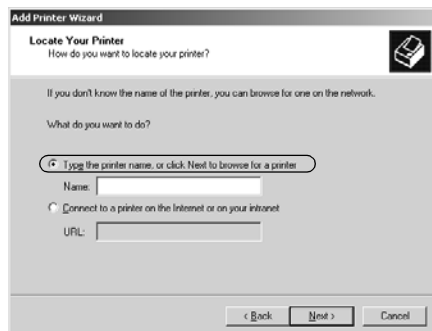 Add Printer Wizard
Locate Your Printer
How do you want to locate your printer?
If you don't know the name of the printer, you can browse for one on the network.
What do you want to do?
Type the printer name, or click Next to browse for a printer
Name:
Connect to a printer on the Internet or on your intranet
URL:
< Back
Next >
Cancel